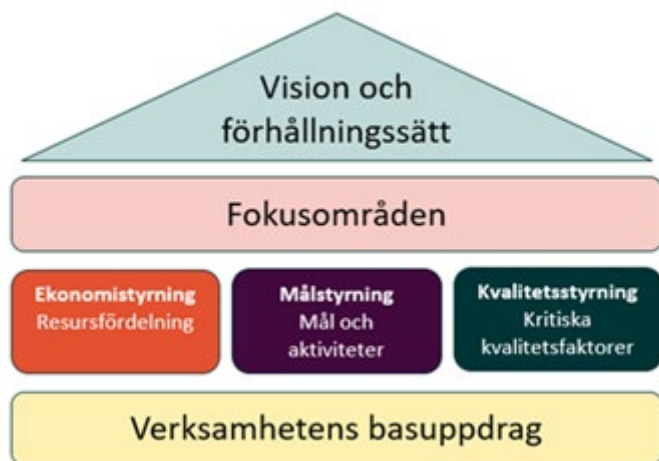 Vision och
förhållningssätt
Fokusområden
Ekonomistyrning
Resursfördelning
Målstyrning
Mål och
aktiviteter
Kvalitetsstyrning
Kritiska
kvalitetsfaktorer
Verksamhetens basuppdrag